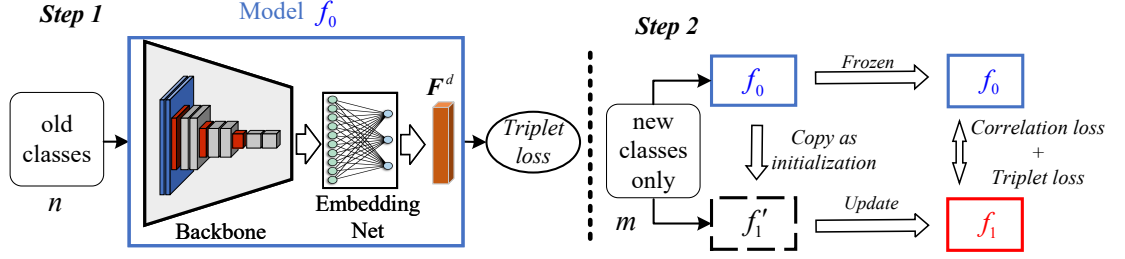 Step 1
Model f₀
old
classes
n
Backbone
Embedding
Net
Fᵈ
Triplet
loss
Step 2
new
classes
only
m
f₀
Frozen
f₀
Copy as
initialization
Correlation loss
+
Triplet loss
f₁′
Update
f₁